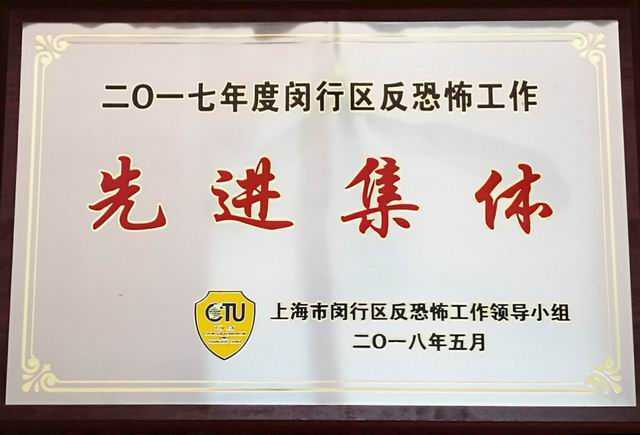 二〇一七年度闵行区反恐怖工作
先进集体
CTU
上海市闵行区反恐怖工作领导小组
二〇一八年五月